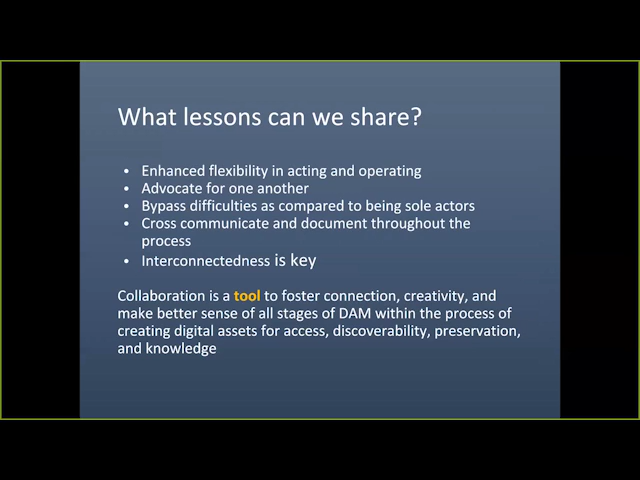 What lessons can we share?
• Enhanced flexibility in acting and operating
• Advocate for one another
• Bypass difficulties as compared to being sole actors
• Cross communicate and document throughout the
process
• Interconnectedness is key
Collaboration is a tool to foster connection, creativity, and
make better sense of all stages of DAM within the process of
creating digital assets for access, discoverability, preservation,
and knowledge